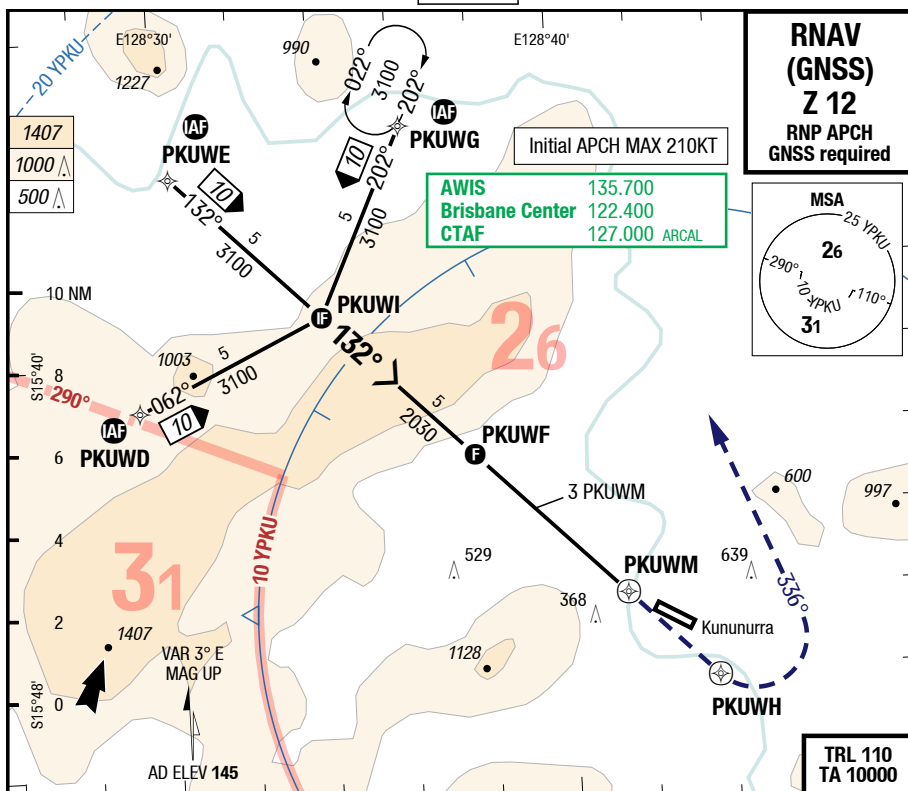 RNAV
(GNSS)
Z 12
RNP APCH
GNSS required
E128°30'
E128°40'
20 YPKU
1227
990
022°
3100
202°
IAF
PKUWE
IAF
PKUWG
1407
1000
500
Initial APCH MAX 210KT
10
10
202°
5
3100
132°
5
3100
AWIS 135.700
Brisbane Center 122.400
CTAF 127.000 ARCAL
MSA
25 YPKU
26
290°
10 YPKU
110°
31
10 NM
IF
PKUWI
132°
26
1003
5
3100
S15°40'
8
290°
062°
10
IAF
PKUWD
5
2030
6
F
PKUWF
3 PKUWM
600
997
10 YPKU
4
31
529
639
336°
PKUWM
368
2
Kununurra
1407
VAR 3° E
MAG UP
1128
S15°48'
0
PKUWH
AD ELEV 145
TRL 110
TA 10000